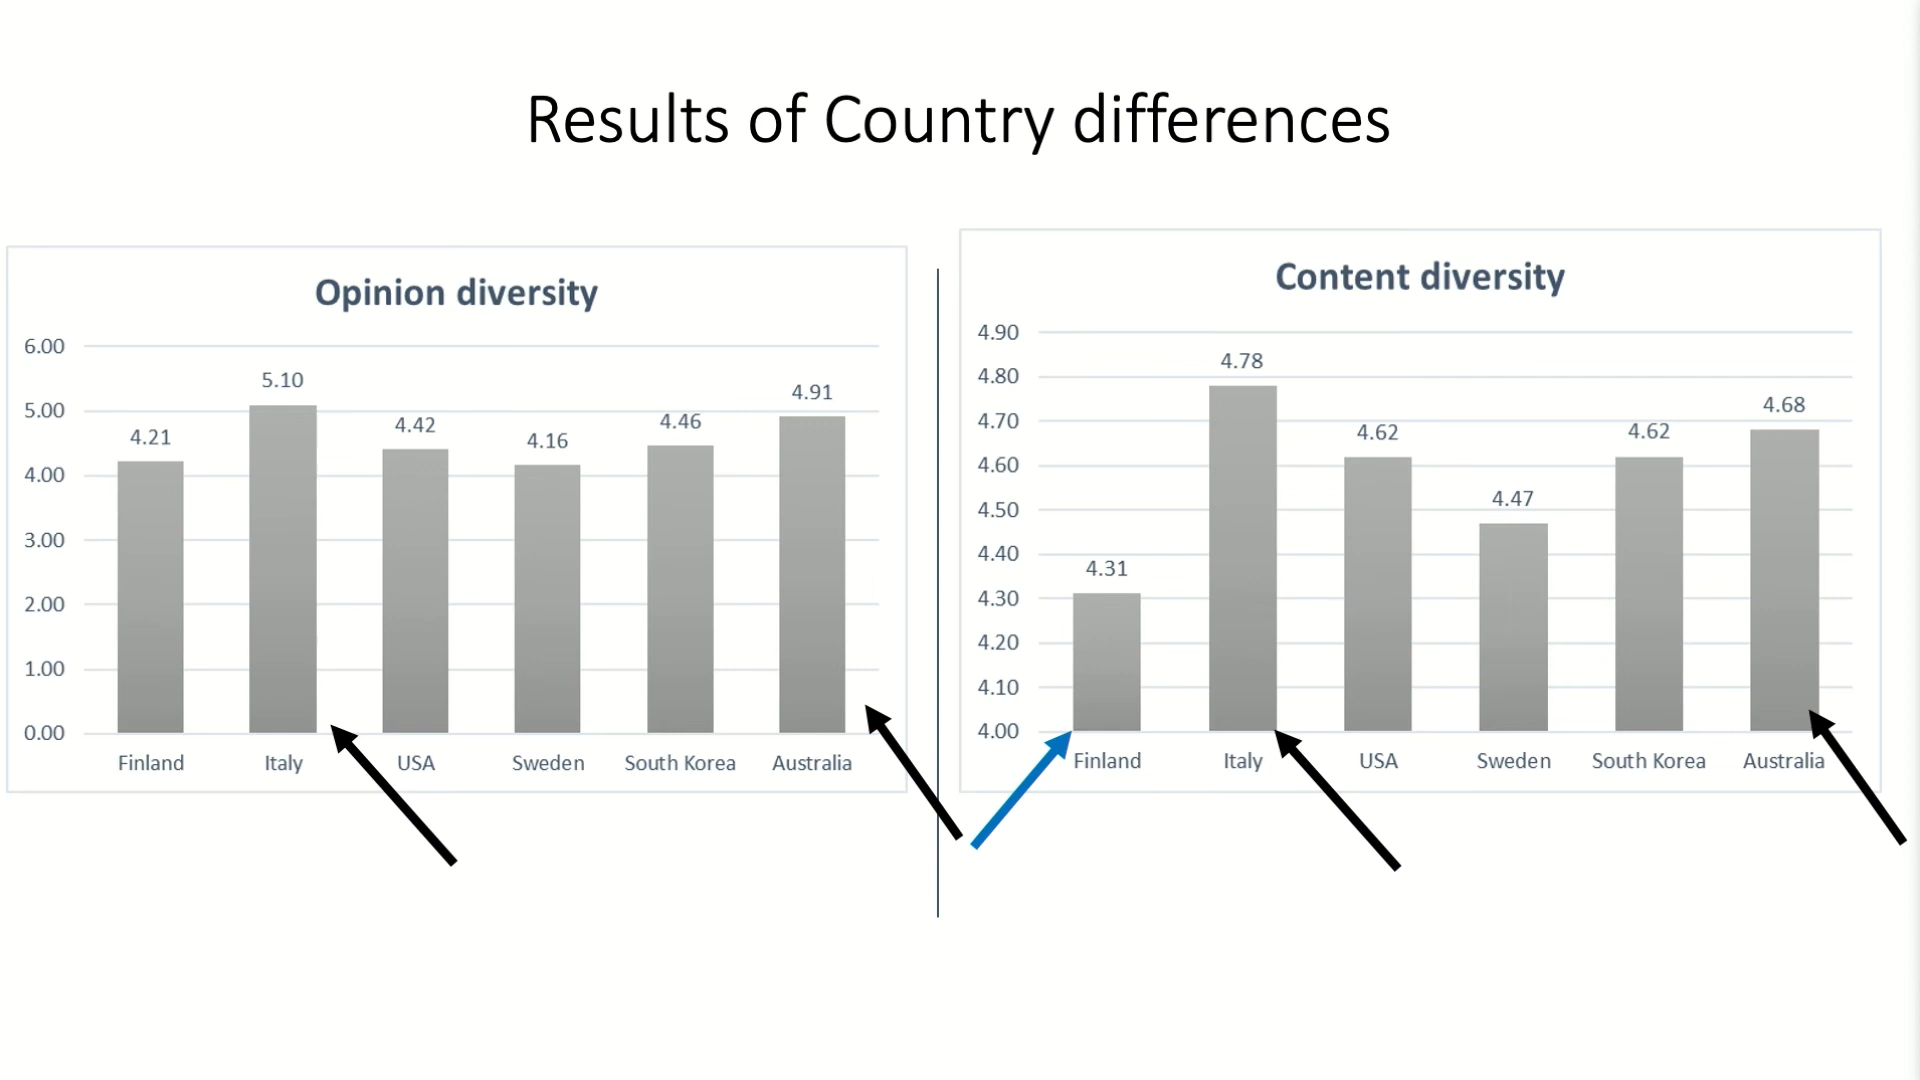 Results of Country differences
Opinion diversity
6.00
5.00
4.00
3.00
2.00
1.00
0.00
4.21
5.10
4.42
4.16
4.46
4.91
Finland
Italy
USA
Sweden
South Korea
Australia
Content diversity
4.90
4.80
4.70
4.60
4.50
4.40
4.30
4.20
4.10
4.00
4.31
4.78
4.62
4.47
4.62
4.68
Finland
Italy
USA
Sweden
South Korea
Australia